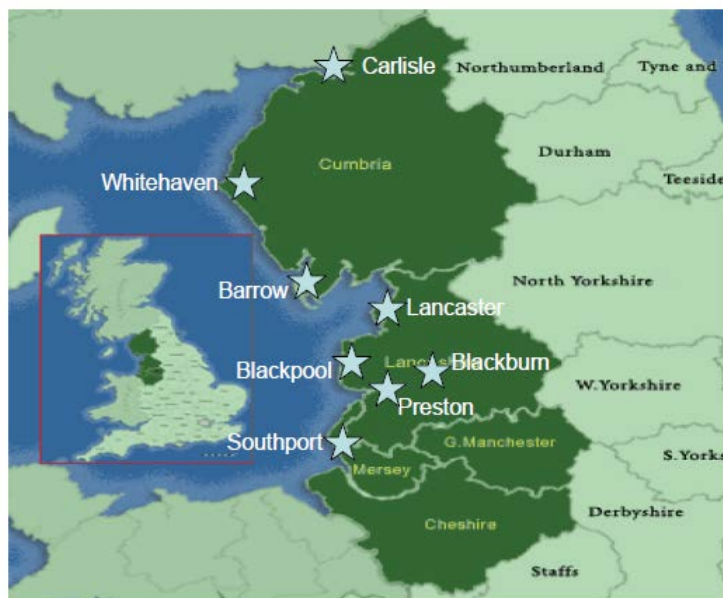 Carlisle
Northumberland
Tyne and
Cumbria
Durham
Whitehaven
Teeside
North Yorkshire
Barrow
Lancaster
Blackpool
Blackburn
Preston
W.Yorkshire
Southport
G.Manchester
Mersey
S.Yorks
Cheshire
Derbyshire
Staffs